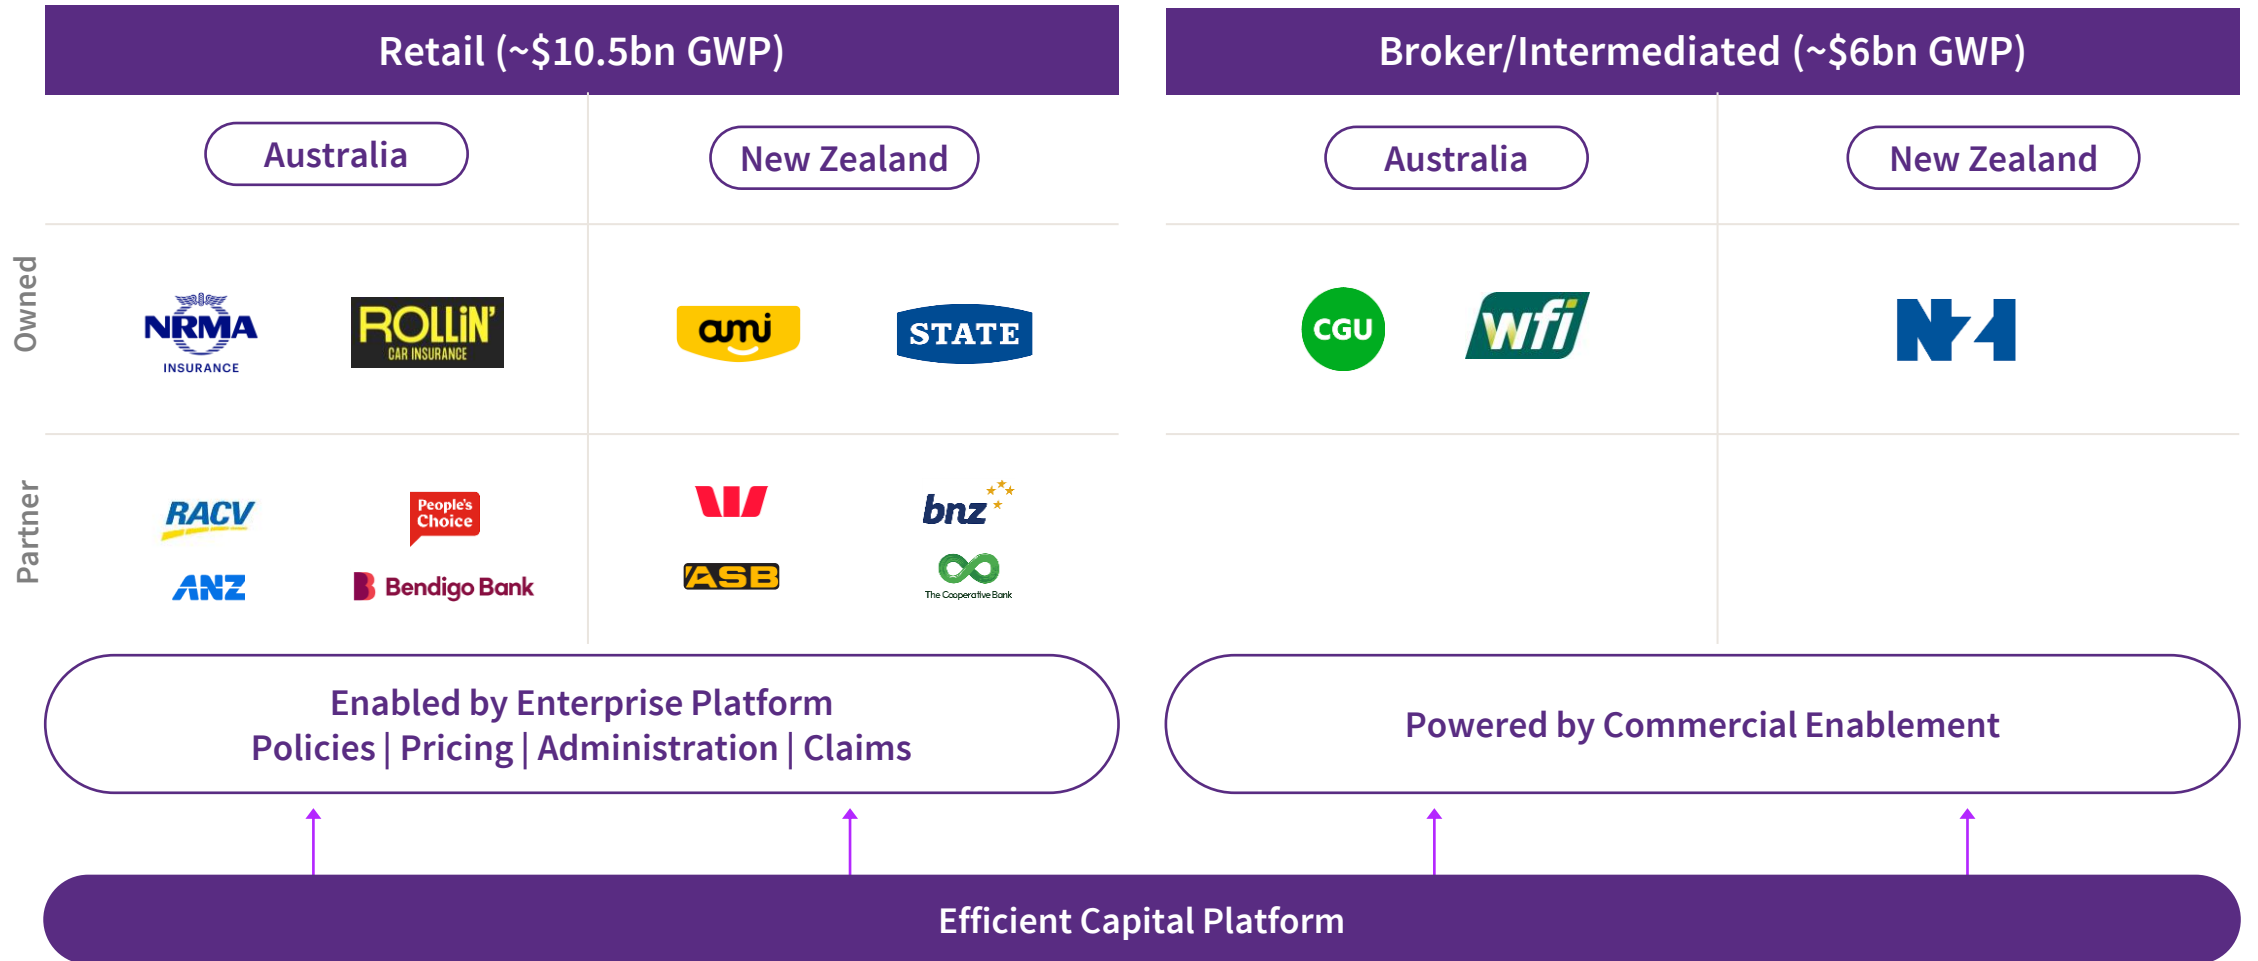 Retail (~$10.5bn GWP)
Broker/Intermediated (~$6bn GWP)
Australia
New Zealand
Australia
New Zealand
Owned
NRMA
INSURANCE
ROLLiN'
CAR INSURANCE
ami
STATE
CGU
wfi
NZI
Partner
RACV
People's
Choice
bnz
ANZ
Bendigo Bank
ASB
The Cooperative Bank
Enabled by Enterprise Platform
Policies | Pricing | Administration | Claims
Powered by Commercial Enablement
Efficient Capital Platform